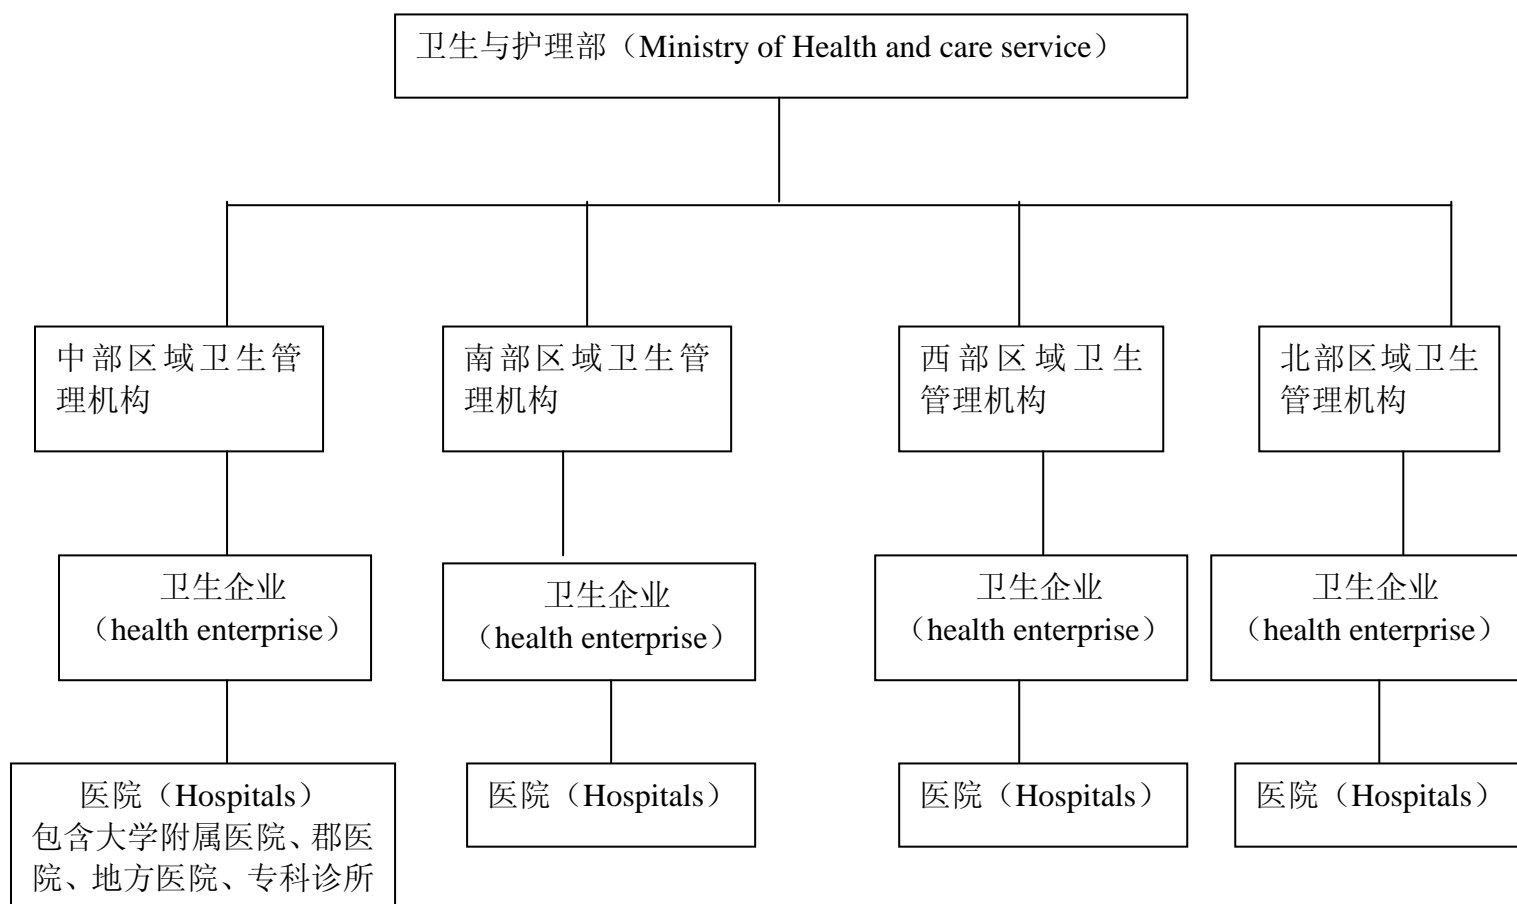 卫生与护理部（Ministry of Health and care service）
中部区域卫生管
理机构
南部区域卫生管
理机构
西部区域卫生
管理机构
北部区域卫生
管理机构
卫生企业
（health enterprise）
卫生企业
（health enterprise）
卫生企业
（health enterprise）
卫生企业
（health enterprise）
医院（Hospitals）
包含大学附属医院、郡医
院、地方医院、专科诊所
医院（Hospitals）
医院（Hospitals）
医院（Hospitals）